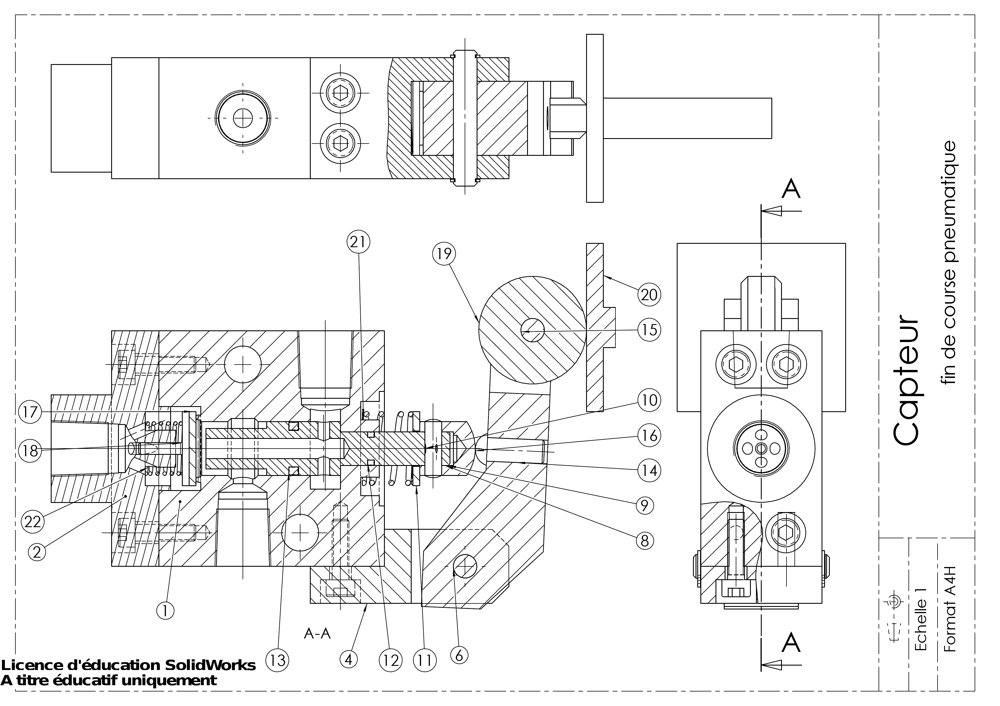 A
21
19
20
15
10
17
16
18
14
9
22
8
2
1
A-A
13
4
12
11
6
A
Capteur
fin de course pneumatique
Echelle 1
Format A4H
Licence d'éducation SolidWorks
A titre éducatif uniquement